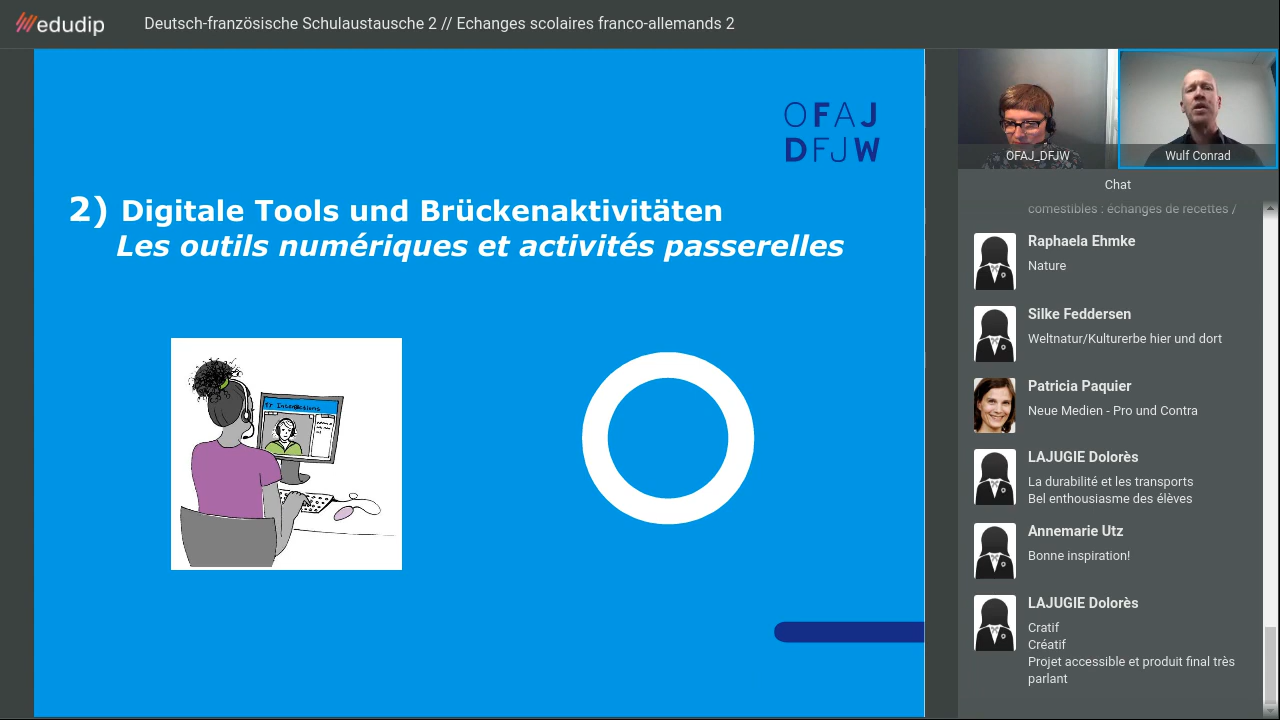 edudip
Deutsch-französische Schulaustausche 2 // Echanges scolaires franco-allemands 2
OFAJ
DFJW
2) Digitale Tools und Brückenaktivitäten
Les outils numériques et activités passerelles
OFAJ_DFJW
Wulf Conrad
Chat
comestibles : échanges de recettes /
Raphaela Ehmke
Nature
Silke Feddersen
Weltnatur/Kulturerbe hier und dort
Patricia Paquier
Neue Medien - Pro und Contra
LAJUGIE Dolorès
La durabilité et les transports
Bel enthousiasme des élèves
Annemarie Utz
Bonne inspiration!
LAJUGIE Dolorès
Cratif
Créatif
Projet accessible et produit final très
parlant